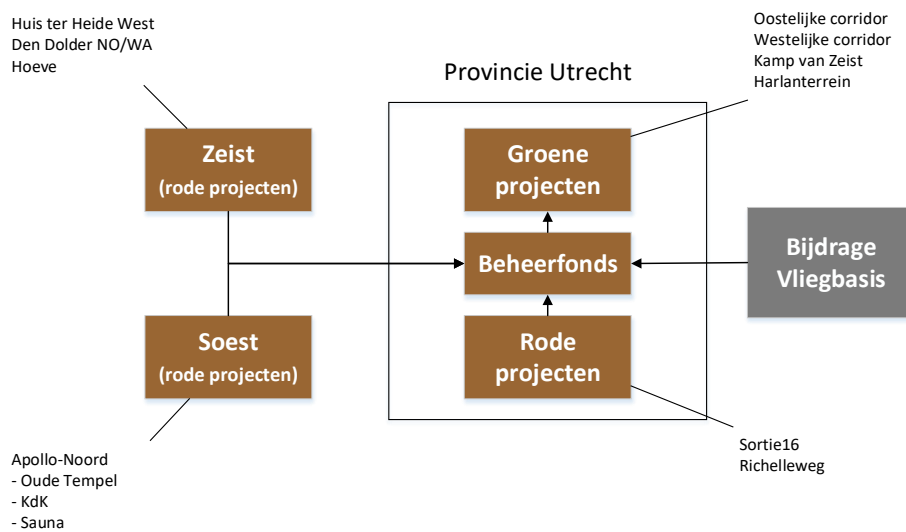 Huis ter Heide West
Den Dolder NO/WA
Hoeve
Oostelijke corridor
Westelijke corridor
Kamp van Zeist
Harlanterrein
Provincie Utrecht
Zeist
(rode projecten)
Groene
projecten
Beheerfonds
Bijdrage
Vliegbasis
Soest
(rode projecten)
Rode
projecten
Sortie16
Richelleweg
Apollo-Noord
- Oude Tempel
- KdK
- Sauna